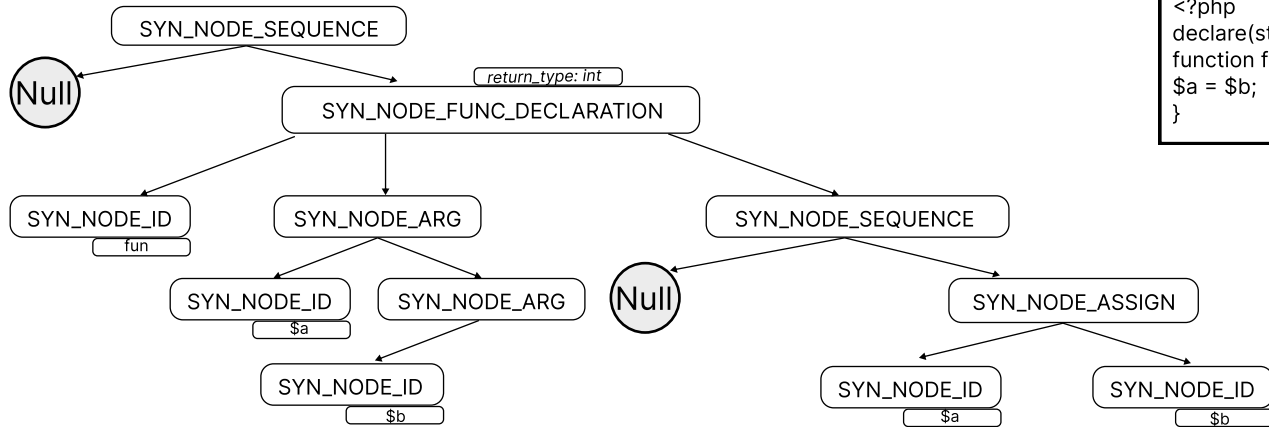 <?php
declare(st
function f
$a = $b;
}
SYN_NODE_SEQUENCE
Null
return_type: int
SYN_NODE_FUNC_DECLARATION
SYN_NODE_ID
fun
SYN_NODE_ARG
SYN_NODE_SEQUENCE
SYN_NODE_ID
$a
SYN_NODE_ARG
Null
SYN_NODE_ASSIGN
SYN_NODE_ID
$b
SYN_NODE_ID
$a
SYN_NODE_ID
$b